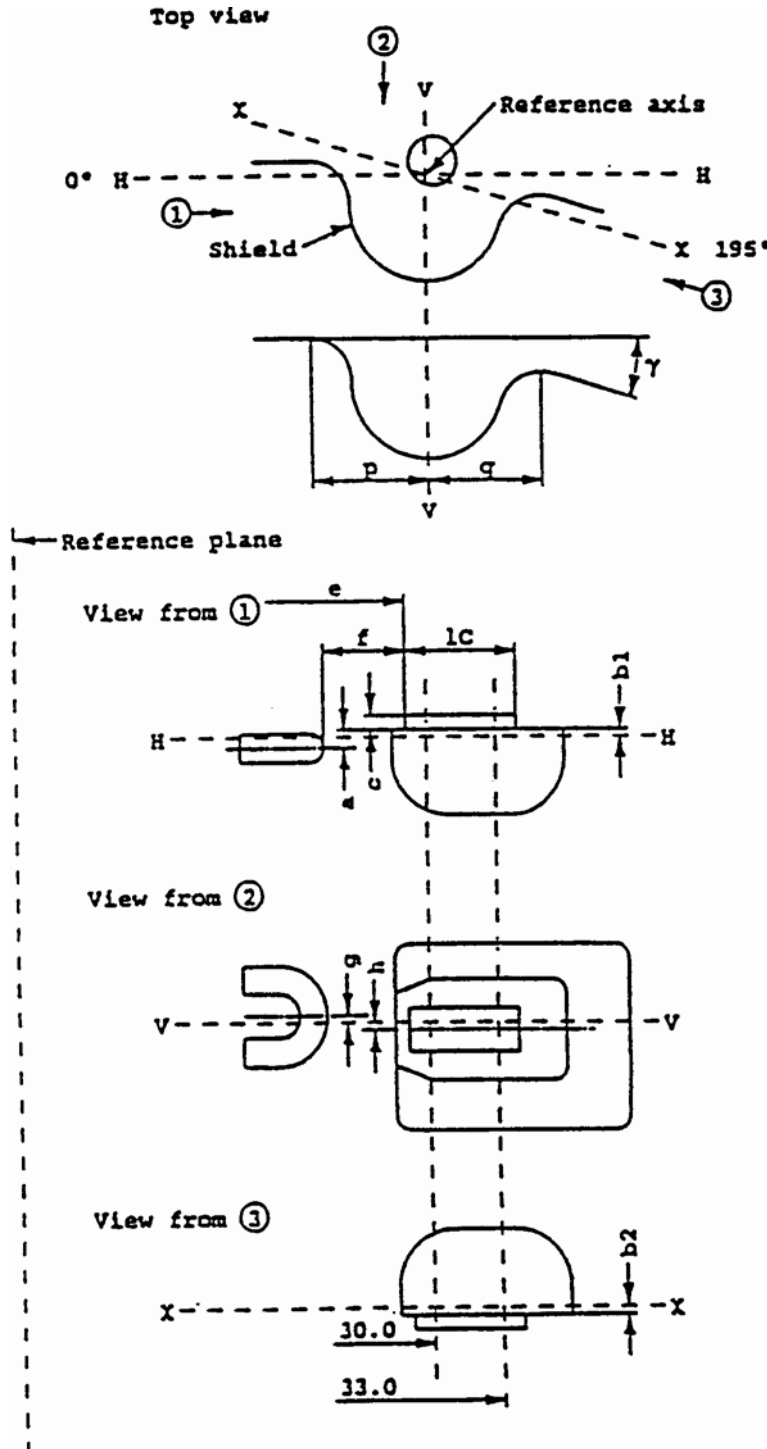 Top view
②
V
X
Reference axis
0° H H
①
Shield
X 195°
③
γ
p q
V
Reference plane
View from ①
e
f lC
b1
H H
a c
View from ②
g h
V V
View from ③
b2
X X
30.0
33.0